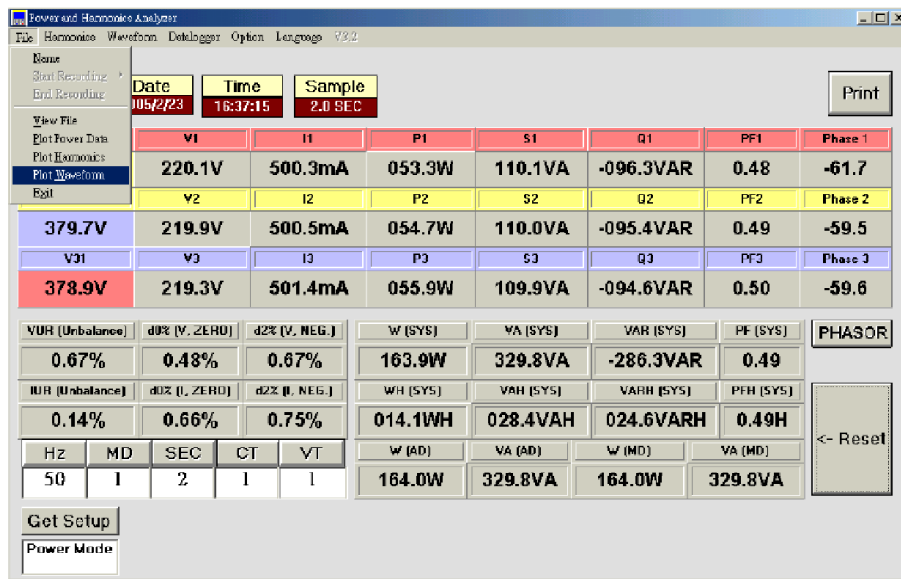 Power and Harmonics Analyzer
File Harmonics Waveform Datalogger Option Language V3.2
Name
Start Recording
End Recording
View File
Plot Power Data
Plot Harmonics
Plot Waveform
Exit
Date Time Sample
005/2/23 16:37:15 2.0 SEC
Print
V1 I1 P1 S1 Q1 PF1 Phase 1
220.1V 500.3mA 053.3W 110.1VA -096.3VAR 0.48 -61.7
V2 I2 P2 S2 Q2 PF2 Phase 2
379.7V 219.9V 500.5mA 054.7W 110.0VA -095.4VAR 0.49 -59.5
V31 V3 I3 P3 S3 Q3 PF3 Phase 3
378.9V 219.3V 501.4mA 055.9W 109.9VA -094.6VAR 0.50 -59.6
VUR (Unbalance) d0% (V, ZERO) d2% (V, NEG.) W (SYS) VA (SYS) VAR (SYS) PF (SYS) PHASOR
0.67% 0.48% 0.67% 163.9W 329.8VA -286.3VAR 0.49
IUR (Unbalance) d0% (I, ZERO) d2% (I, NEG.) WH (SYS) VAH (SYS) VARH (SYS) PFH (SYS)
0.14% 0.66% 0.75% 014.1WH 028.4VAH 024.6VARH 0.49H
<- Reset
Hz MD SEC CT VT W (AD) VA (AD) W (MD) VA (MD)
50 1 2 1 1 164.0W 329.8VA 164.0W 329.8VA
Get Setup
Power Mode